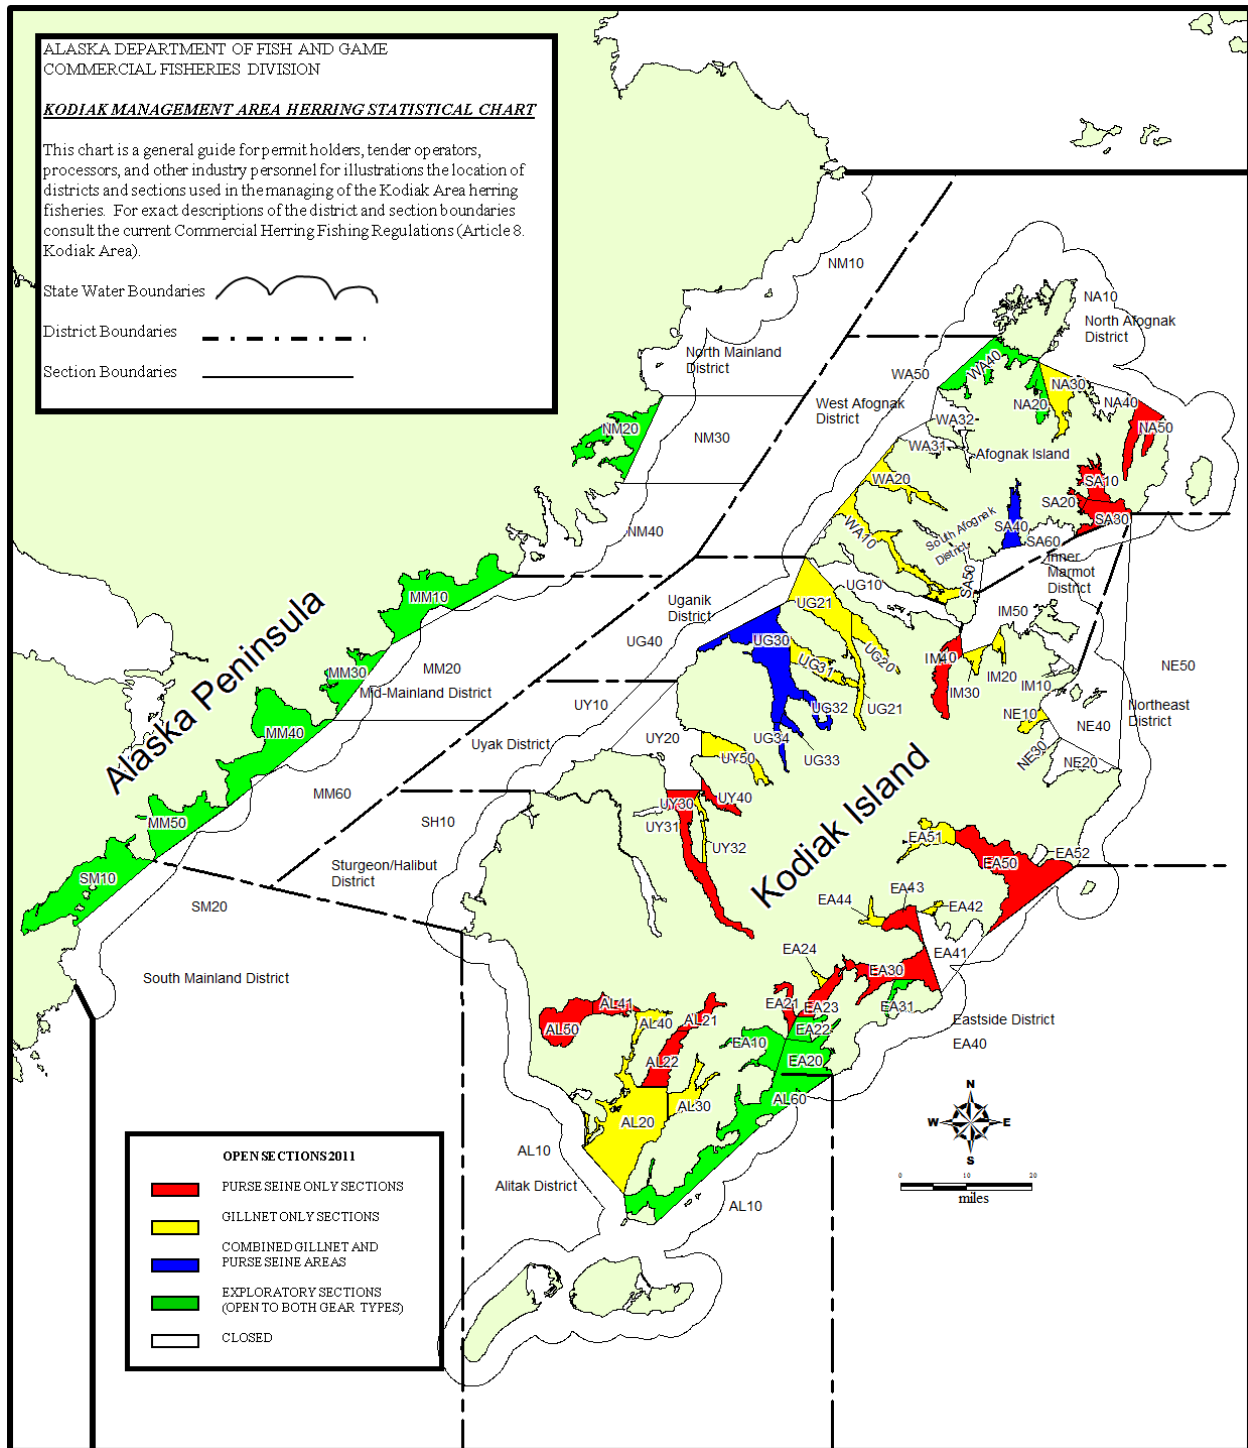 ALASKA DEPARTMENT OF FISH AND GAME
COMMERCIAL FISHERIES DIVISION
KODIAK MANAGEMENT AREA HERRING STATISTICAL CHART
This chart is a general guide for permit holders, tender operators,
processors, and other industry personnel for illustrations the location of
districts and sections used in the managing of the Kodiak Area herring
fisheries. For exact descriptions of the district and section boundaries
consult the current Commercial Herring Fishing Regulations (Article 8.
Kodiak Area).
State Water Boundaries
District Boundaries
Section Boundaries
NM10
NA10
North Afognak
District
North Mainland
District
WA50
WA40
NA30
NA20
NA40
NA50
West Afognak
District
WA32
WA31
Afognak Island
NM20
NM30
WA20
SA10
SA20
SA30
NM40
WA10
South Afognak
District
SA40
SA60
Inner
Marmot
District
SA50
UG10
MM10
Uganik
District
UG21
IM50
UG40
UG30
UG20
IM40
NE50
MM20
MM30
Mid-Mainland District
UG31
IM20
IM30
IM10
UY10
UG32
UG21
NE10
Northeast
District
NE40
MM40
Uyak District
UY20
UG34
UG33
NE30
NE20
UY50
Alaska Peninsula
MM60
UY30
UY40
MM50
SH10
UY31
UY32
Kodiak Island
EA51
EA50
EA52
Sturgeon/Halibut
District
SM10
SM20
EA43
EA44
EA42
EA41
EA24
South Mainland District
EA30
EA21
EA23
EA31
AL41
AL50
AL40
AL21
EA22
Eastside District
EA40
EA10
EA20
AL22
AL60
AL30
AL20
N
W
E
S
AL10
Alitak District
AL10
0
10
20
miles
OPEN SECTIONS 2011
PURSE SEINE ONLY SECTIONS
GILLNET ONLY SECTIONS
COMBINED GILLNET AND
PURSE SEINE AREAS
EXPLORATORY SECTIONS
(OPEN TO BOTH GEAR TYPES)
CLOSED